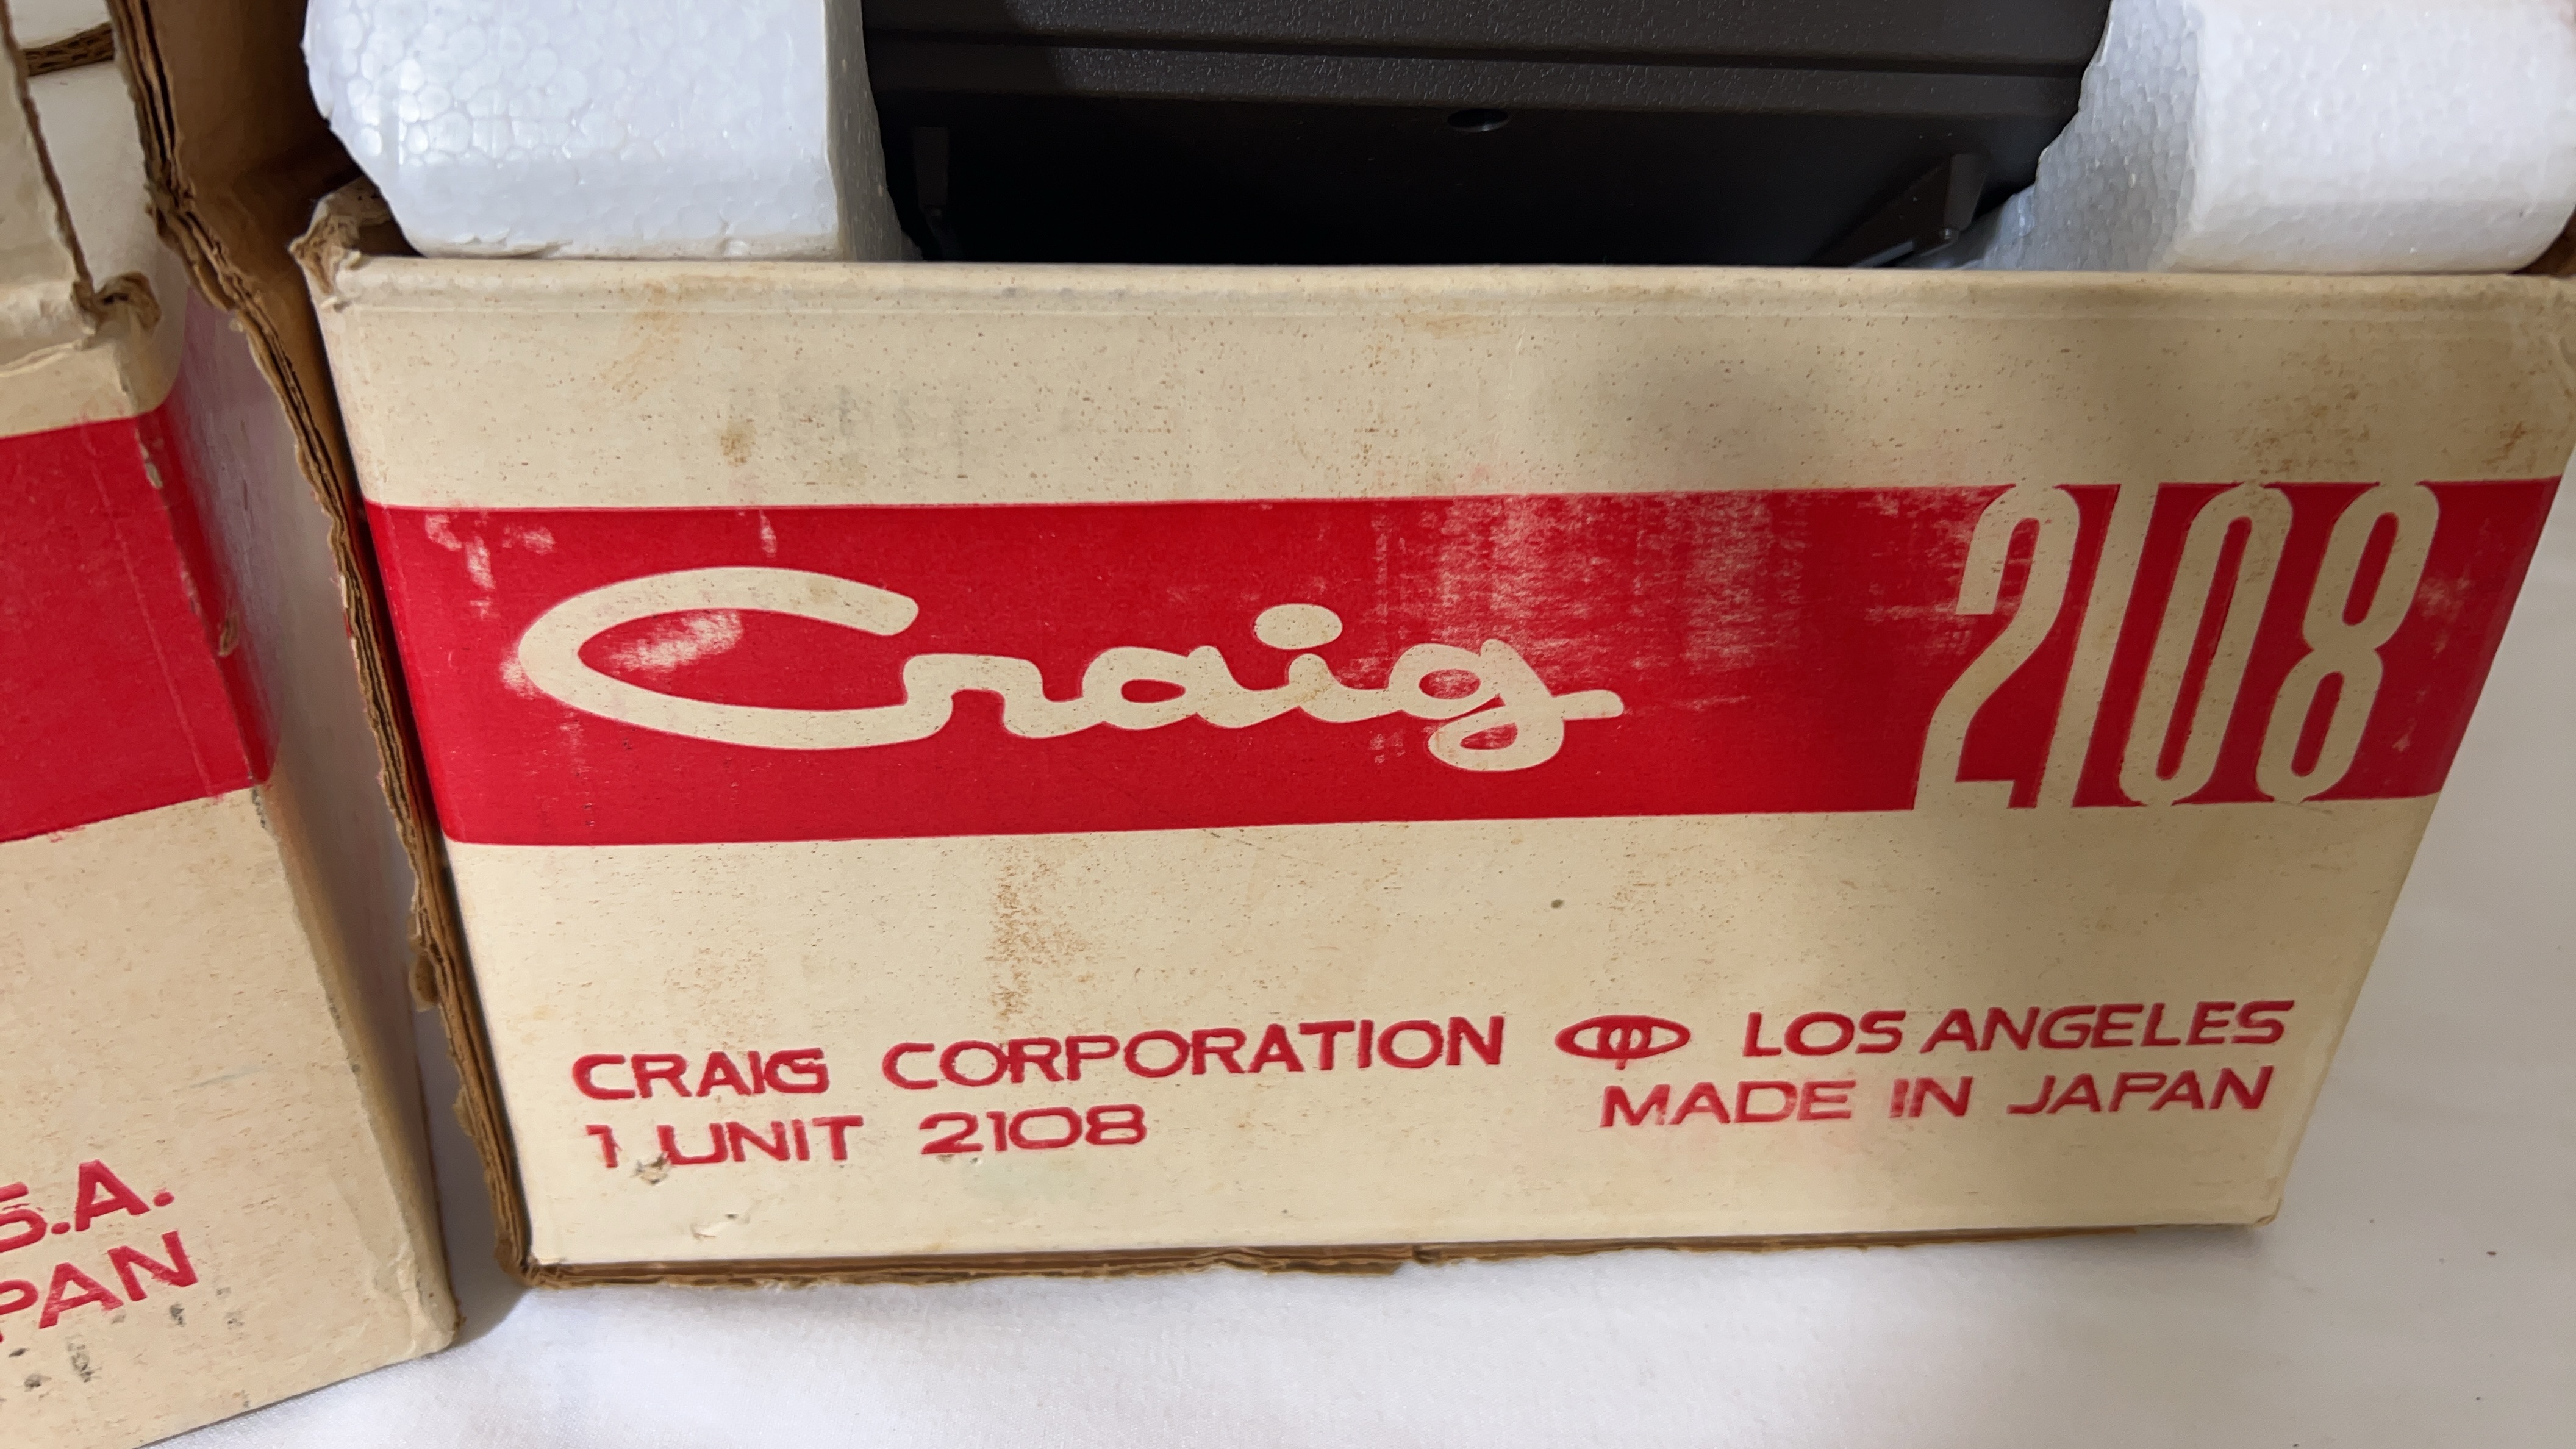 Craig 2108
CRAIG CORPORATION LOS ANGELES
1 UNIT 2108 MADE IN JAPAN
S.A.
PAN